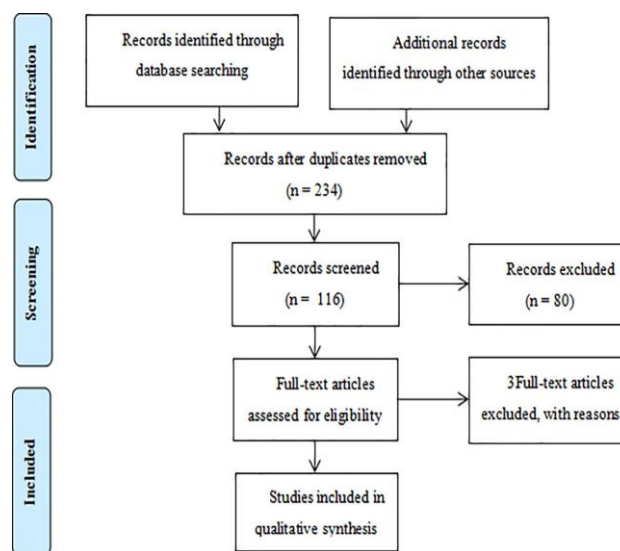 Identification
Records identified through
database searching
Additional records
identified through other sources
Records after duplicates removed
(n = 234)
Screening
Records screened
(n = 116)
Records excluded
(n = 80)
Full-text articles
assessed for eligibility
3Full-text articles
excluded, with reasons
Included
Studies included in
qualitative synthesis